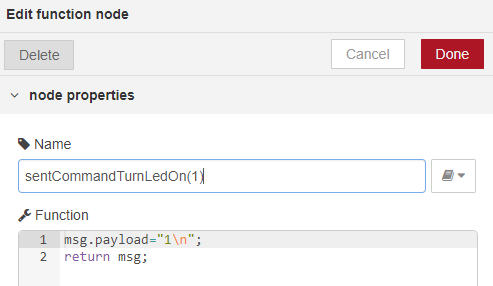 Edit function node
Delete
Cancel
Done
node properties
Name
sentCommandTurnLedOn(1)
Function
1 msg.payload="1\n";
2 return msg;